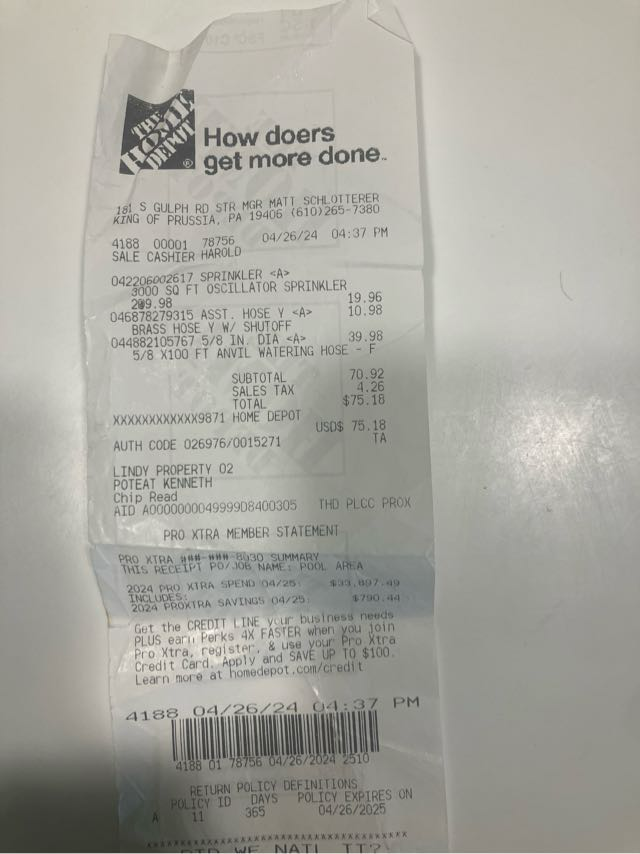 THE
HOME
DEPOT
How doers
get more done™
181 S GULPH RD STR MGR MATT SCHLOTTERER
KING OF PRUSSIA, PA 19406 (610)265-7380
4188 00001 78756 04/26/24 04:37 PM
SALE CASHIER HAROLD
042206002617 SPRINKLER <A>
3000 SQ FT OSCILLATOR SPRINKLER
2@9.98 19.96
046878279315 ASST. HOSE Y <A> 10.98
BRASS HOSE Y W/ SHUTOFF
044882105767 5/8 IN. DIA <A> 39.98
5/8 X100 FT ANVIL WATERING HOSE - F
SUBTOTAL 70.92
SALES TAX 4.26
TOTAL $75.18
XXXXXXXXXXXX9871 HOME DEPOT
USD$ 75.18
AUTH CODE 026976/0015271 TA
LINDY PROPERTY 02
POTEAT KENNETH
Chip Read
AID A0000000049999D8400305 THD PLCC PROX
PRO XTRA MEMBER STATEMENT
PRO XTRA ###-###-8030 SUMMARY
THIS RECEIPT PO/JOB NAME: POOL AREA
2024 PRO XTRA SPEND 04/25: $33,897.49
INCLUDES:
2024 PROXTRA SAVINGS 04/25: $790.44
Get the CREDIT LINE your business needs
PLUS earn Perks 4X FASTER when you join
Pro Xtra, register, & use your Pro Xtra
Credit Card. Apply and SAVE UP TO $100.
Learn more at homedepot.com/credit
4188 04/26/24 04:37 PM
4188 01 78756 04/26/2024 2510
RETURN POLICY DEFINITIONS
POLICY ID DAYS POLICY EXPIRES ON
A 11 365 04/26/2025
DID WE NAIL IT?